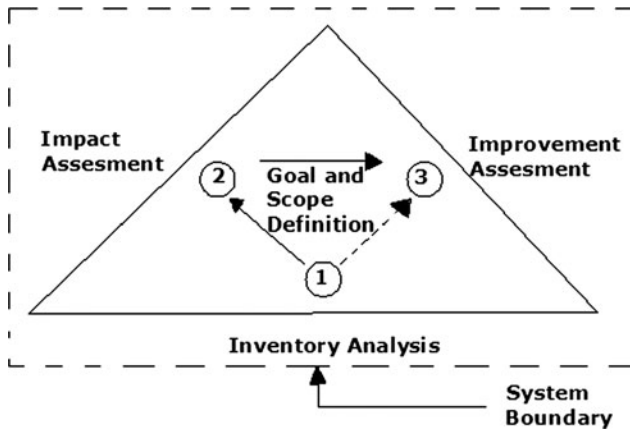 Impact
Assesment
Improvement
Assesment
2
Goal and
Scope
Definition
3
1
Inventory Analysis
System
Boundary